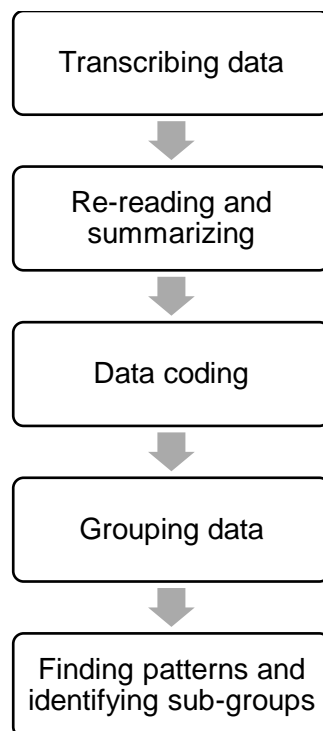 Transcribing data
Re-reading and
summarizing
Data coding
Grouping data
Finding patterns and
identifying sub-groups